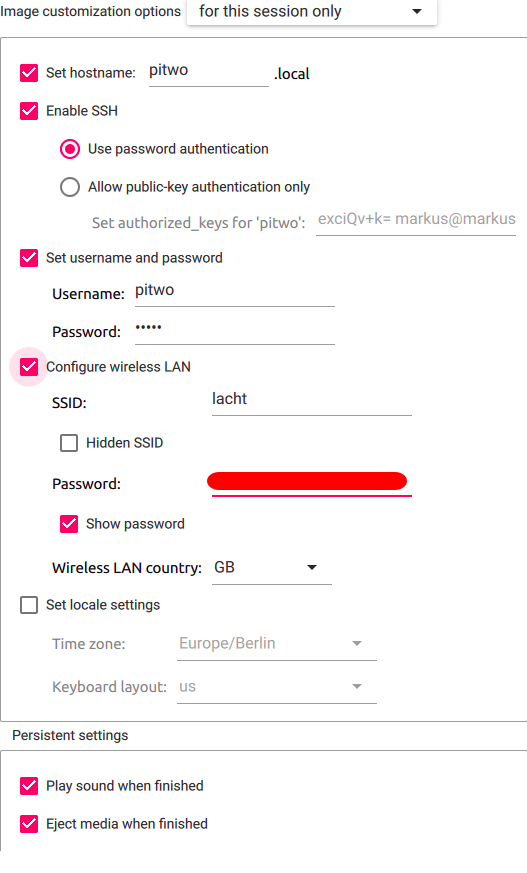 Image customization options for this session only
Set hostname: pitwo .local
Enable SSH
Use password authentication
Allow public-key authentication only
Set authorized_keys for 'pitwo': exciQv+k= markus@markus
Set username and password
Username: pitwo
Password: •••••
Configure wireless LAN
SSID: lacht
Hidden SSID
Password:
Show password
Wireless LAN country: GB
Set locale settings
Time zone: Europe/Berlin
Keyboard layout: us
Persistent settings
Play sound when finished
Eject media when finished